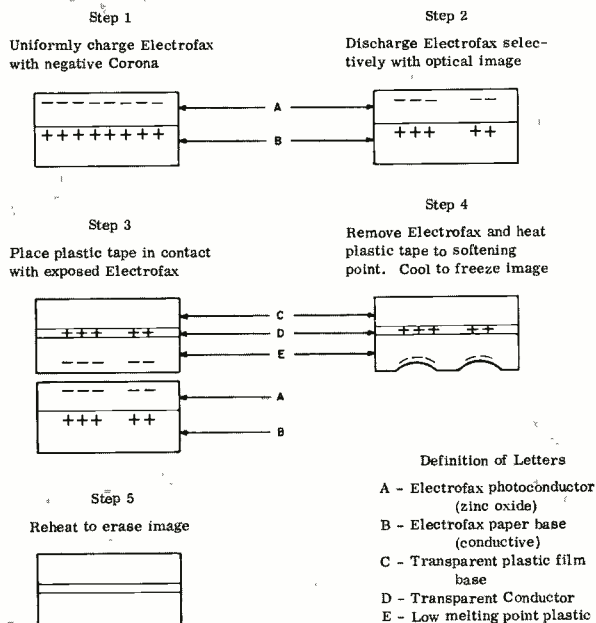 Step 1
Uniformly charge Electrofax
with negative Corona
Step 2
Discharge Electrofax selec-
tively with optical image
– – – – – – – –
– – – – –
A
+ + + + + + + +
+ + + + +
B
Step 3
Place plastic tape in contact
with exposed Electrofax
Step 4
Remove Electrofax and heat
plastic tape to softening
point. Cool to freeze image
C
+ + + + +
D
+ + + + +
– – – – –
E
– – – – –
A
+ + + + +
B
Step 5
Reheat to erase image
Definition of Letters
A - Electrofax photoconductor
(zinc oxide)
B - Electrofax paper base
(conductive)
C - Transparent plastic film
base
D - Transparent Conductor
E - Low melting point plastic